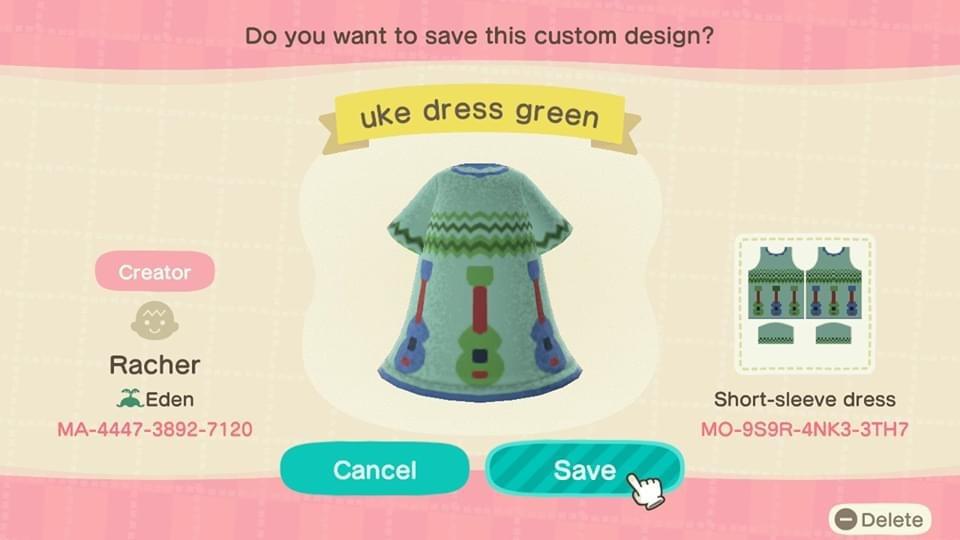 Do you want to save this custom design?
uke dress green
Creator
Racher
Eden
MA-4447-3892-7120
Short-sleeve dress
MO-9S9R-4NK3-3TH7
Cancel
Save
Delete